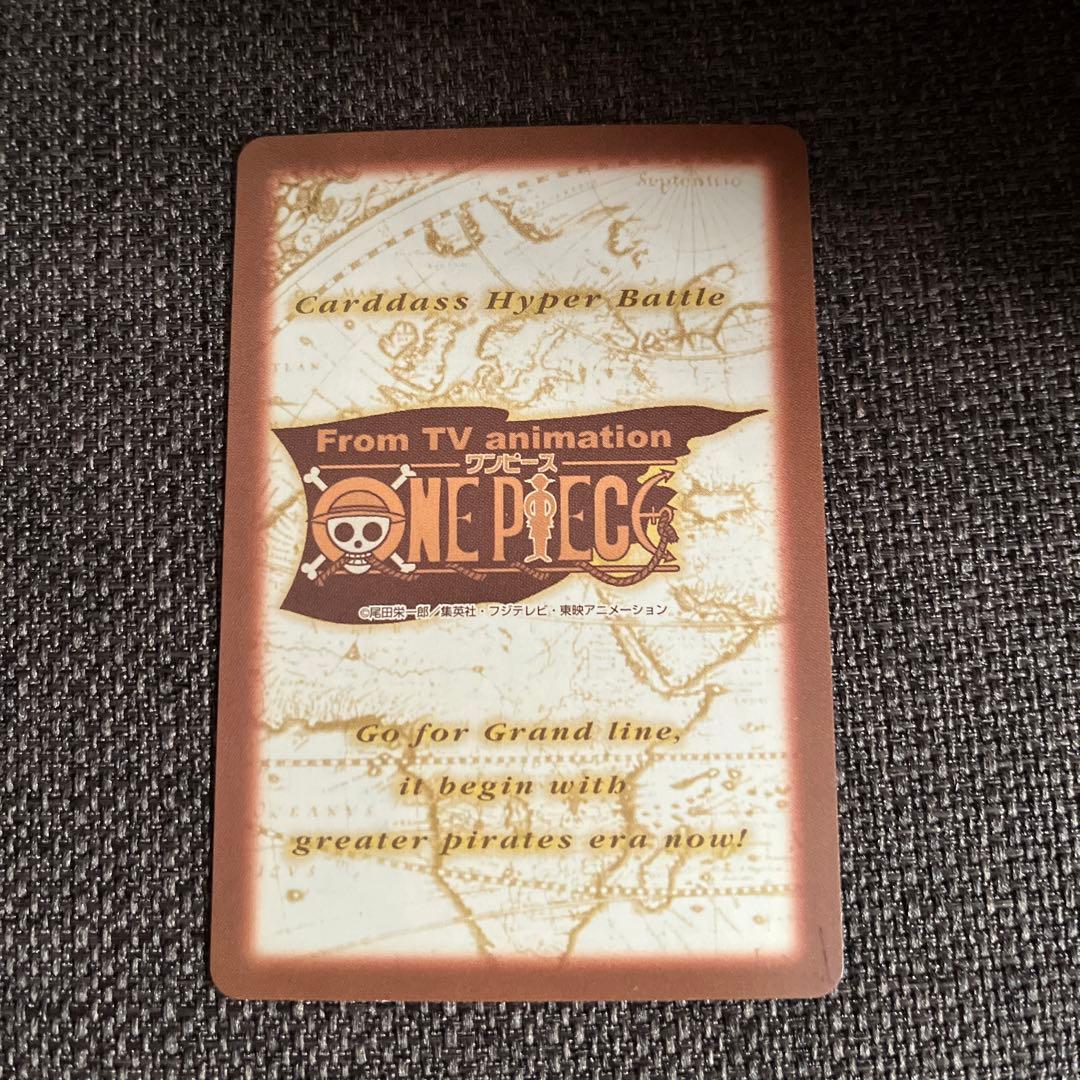 Septentrio
Carddass Hyper Battle
From TV animation
ワンピース
ONE PIECE
©尾田栄一郎／集英社・フジテレビ・東映アニメーション
Go for Grand line,
it begin with
greater pirates era now!